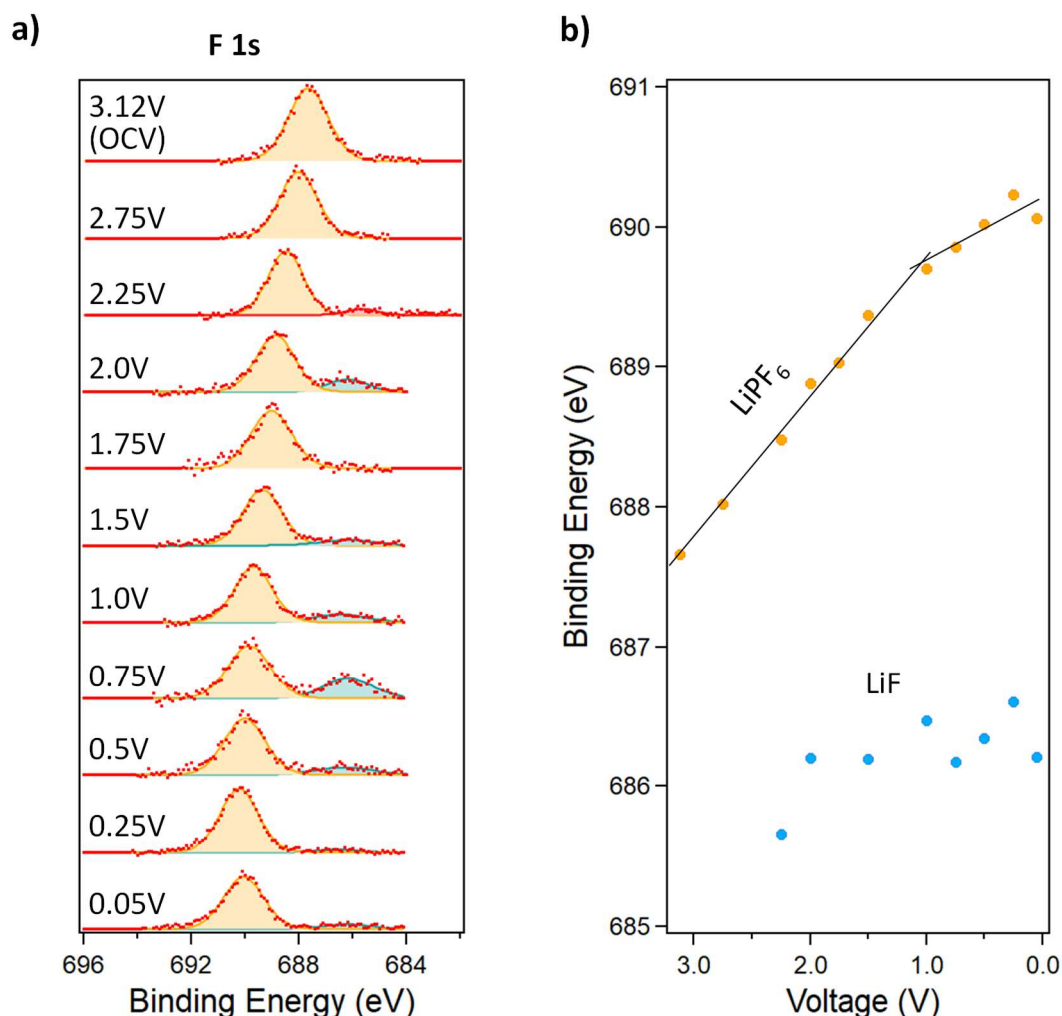 a)
F 1s
3.12V
(OCV)
2.75V
2.25V
2.0V
1.75V
1.5V
1.0V
0.75V
0.5V
0.25V
0.05V
696
692
688
684
Binding Energy (eV)
b)
691
690
689
688
687
686
685
Binding Energy (eV)
LiPF₆
LiF
3.0
2.0
1.0
0.0
Voltage (V)